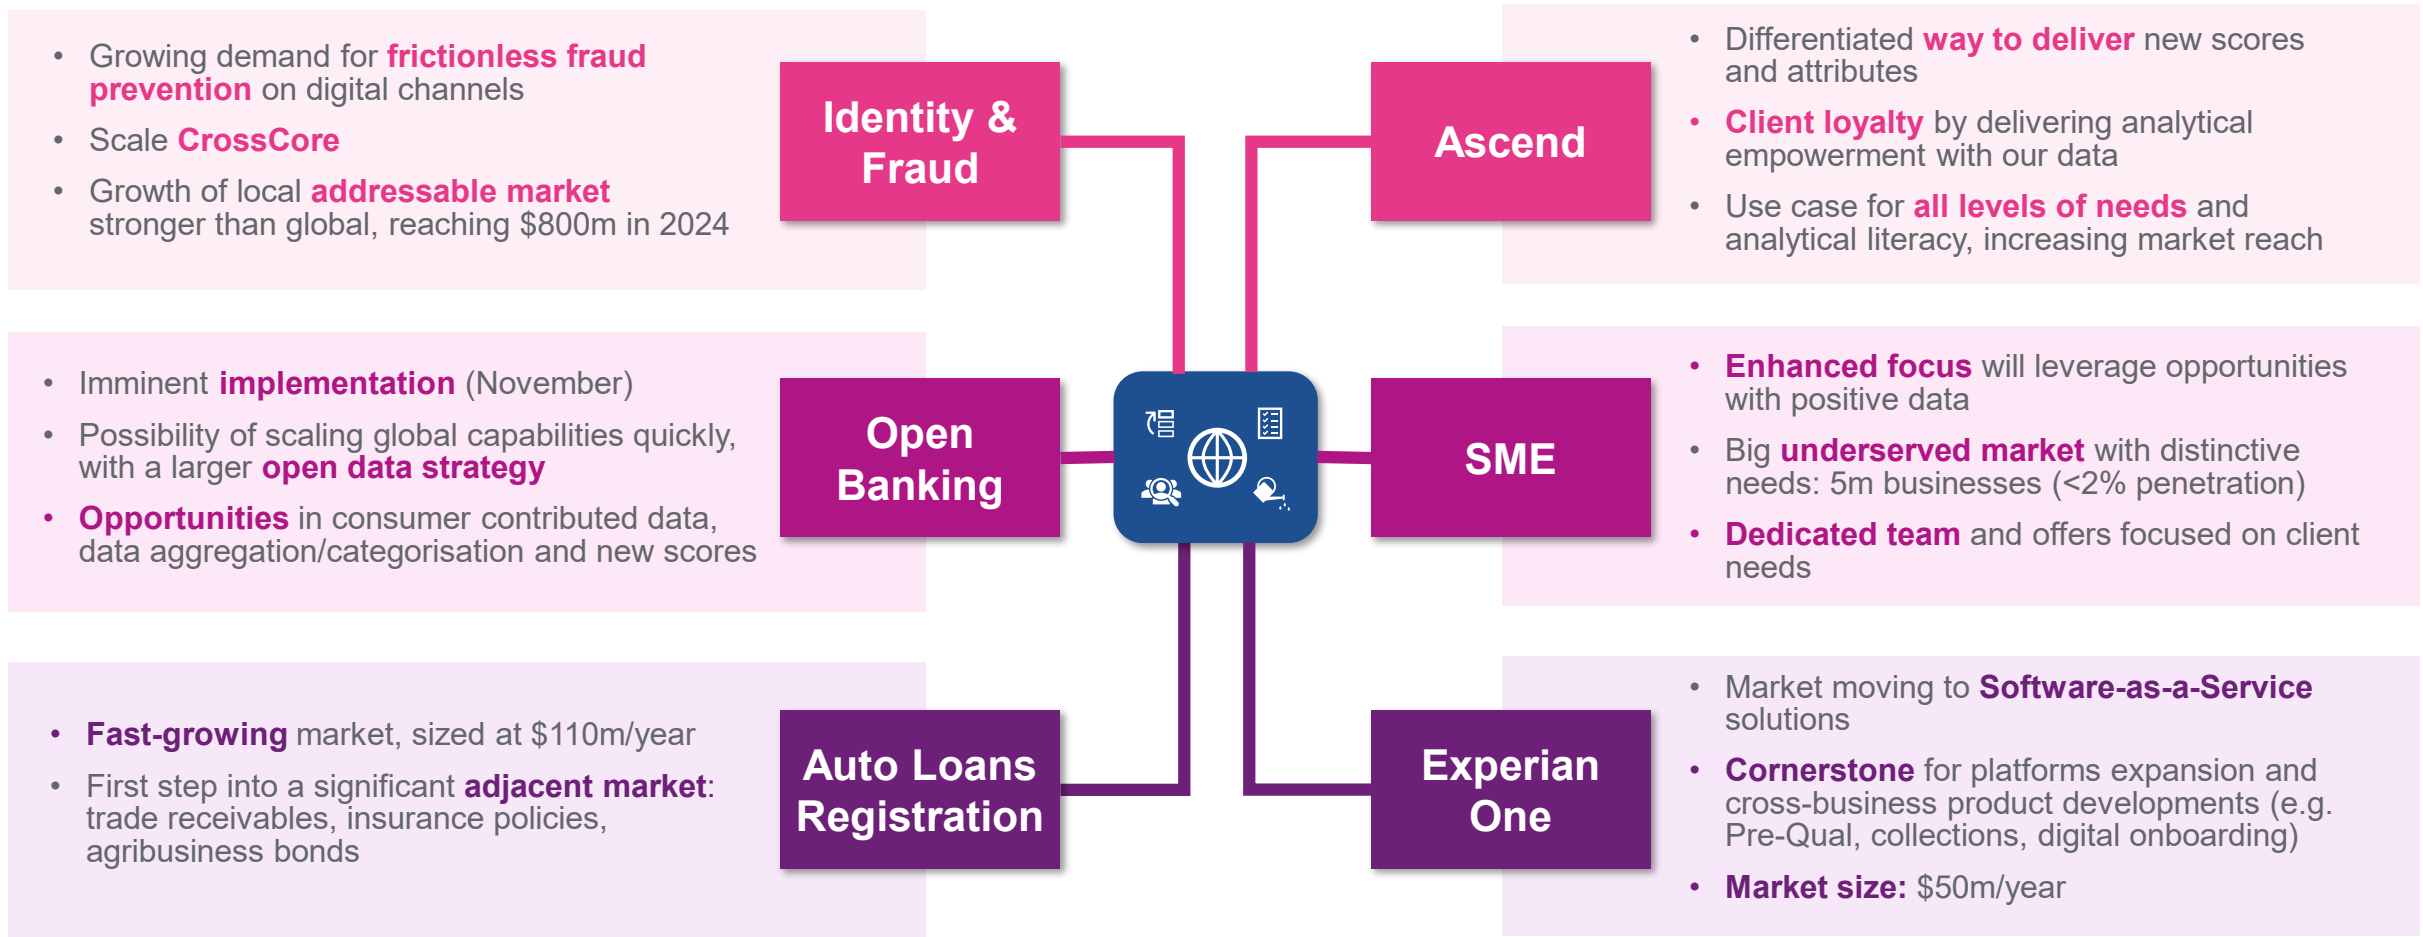 • Growing demand for frictionless fraud
prevention on digital channels
• Scale CrossCore
• Growth of local addressable market
stronger than global, reaching $800m in 2024
Identity &
Fraud
Ascend
• Differentiated way to deliver new scores
and attributes
• Client loyalty by delivering analytical
empowerment with our data
• Use case for all levels of needs and
analytical literacy, increasing market reach
• Imminent implementation (November)
• Possibility of scaling global capabilities quickly,
with a larger open data strategy
• Opportunities in consumer contributed data,
data aggregation/categorisation and new scores
Open
Banking
SME
• Enhanced focus will leverage opportunities
with positive data
• Big underserved market with distinctive
needs: 5m businesses (<2% penetration)
• Dedicated team and offers focused on client
needs
• Fast-growing market, sized at $110m/year
• First step into a significant adjacent market:
trade receivables, insurance policies,
agribusiness bonds
Auto Loans
Registration
Experian
One
• Market moving to Software-as-a-Service
solutions
• Cornerstone for platforms expansion and
cross-business product developments (e.g.
Pre-Qual, collections, digital onboarding)
• Market size: $50m/year